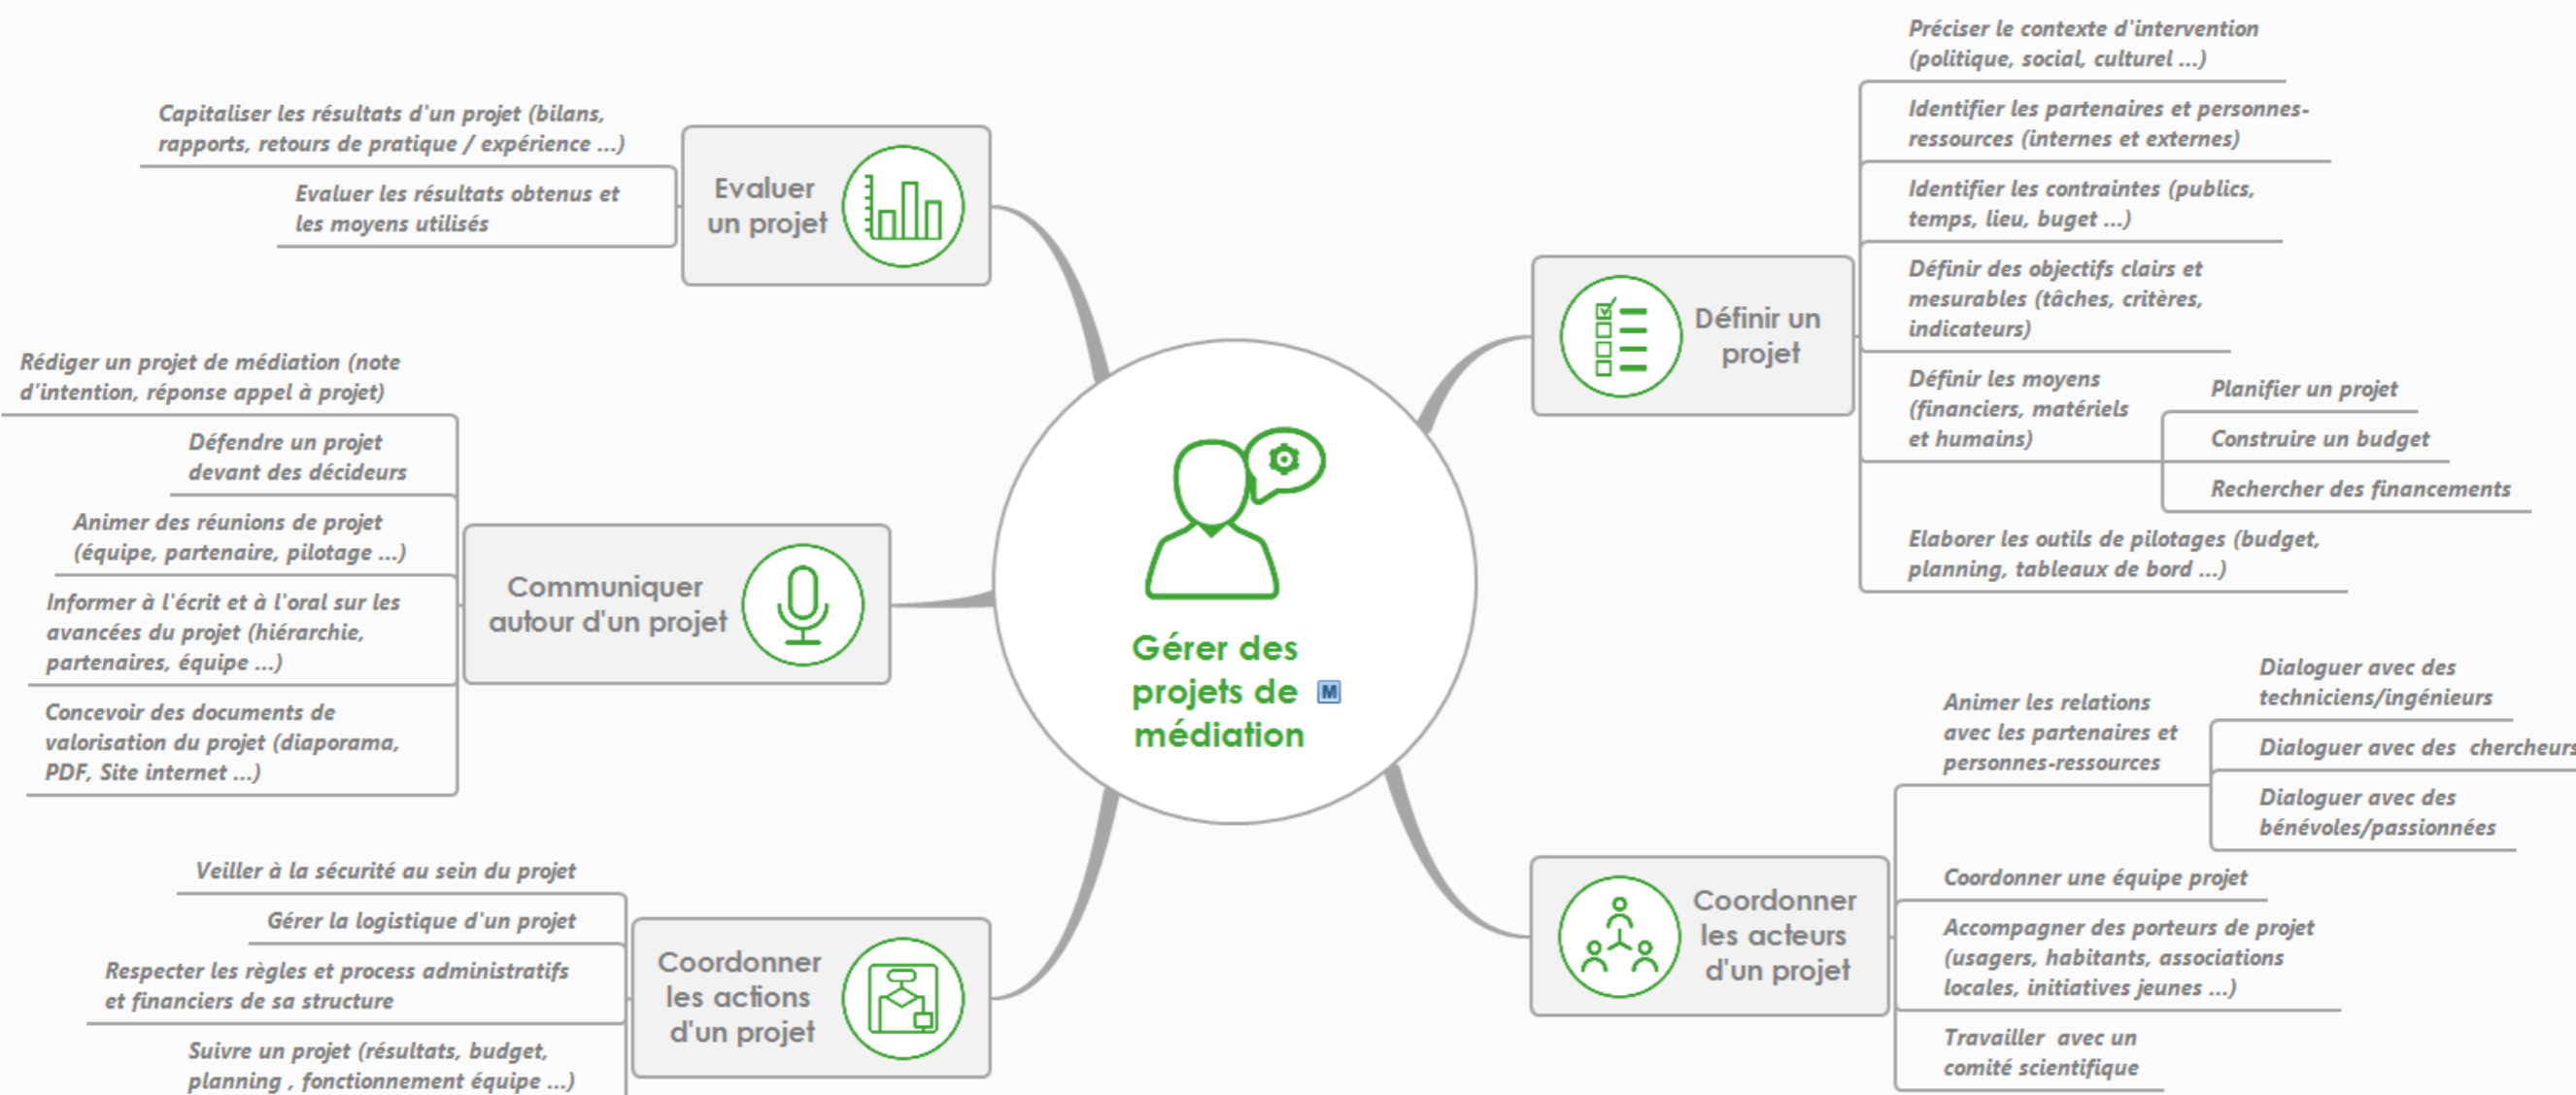 Gérer des
projets de
médiation
M
Définir un
projet
Préciser le contexte d'intervention
(politique, social, culturel ...)
Identifier les partenaires et personnes-
ressources (internes et externes)
Identifier les contraintes (publics,
temps, lieu, buget ...)
Définir des objectifs clairs et
mesurables (tâches, critères,
indicateurs)
Définir les moyens
(financiers, matériels
et humains)
Planifier un projet
Construire un budget
Rechercher des financements
Elaborer les outils de pilotages (budget,
planning, tableaux de bord ...)
Coordonner
les acteurs
d'un projet
Animer les relations
avec les partenaires et
personnes-ressources
Dialoguer avec des
techniciens/ingénieurs
Dialoguer avec des  chercheurs
Dialoguer avec des
bénévoles/passionnées
Coordonner une équipe projet
Accompagner des porteurs de projet
(usagers, habitants, associations
locales, initiatives jeunes ...)
Travailler  avec un
comité scientifique
Evaluer
un projet
Capitaliser les résultats d'un projet (bilans,
rapports, retours de pratique / expérience ...)
Evaluer les résultats obtenus et
les moyens utilisés
Communiquer
autour d'un projet
Rédiger un projet de médiation (note
d'intention, réponse appel à projet)
Défendre un projet
devant des décideurs
Animer des réunions de projet
(équipe, partenaire, pilotage ...)
Informer à l'écrit et à l'oral sur les
avancées du projet (hiérarchie,
partenaires, équipe ...)
Concevoir des documents de
valorisation du projet (diaporama,
PDF, Site internet ...)
Coordonner
les actions
d'un projet
Veiller à la sécurité au sein du projet
Gérer la logistique d'un projet
Respecter les règles et process administratifs
et financiers de sa structure
Suivre un projet (résultats, budget,
planning , fonctionnement équipe ...)